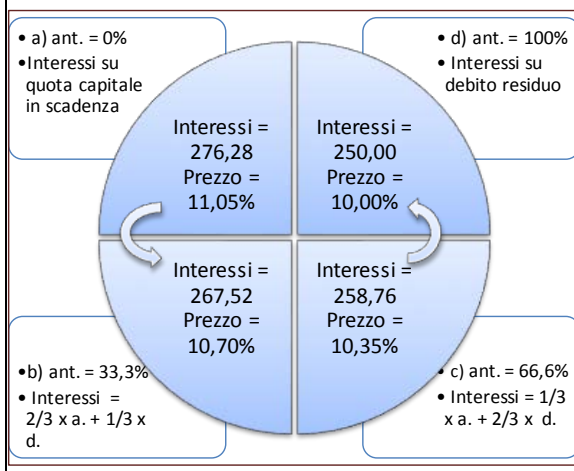 • a) ant. = 0%
• Interessi su
quota capitale
in scadenza
• d) ant. = 100%
• Interessi su
debito residuo
Interessi =
276,28
Prezzo =
11,05%
Interessi =
250,00
Prezzo =
10,00%
Interessi =
267,52
Prezzo =
10,70%
Interessi =
258,76
Prezzo =
10,35%
•b) ant. = 33,3%
• Interessi =
2/3 x a. + 1/3 x
d.
• c) ant. = 66,6%
• Interessi = 1/3
x a. + 2/3 x d.